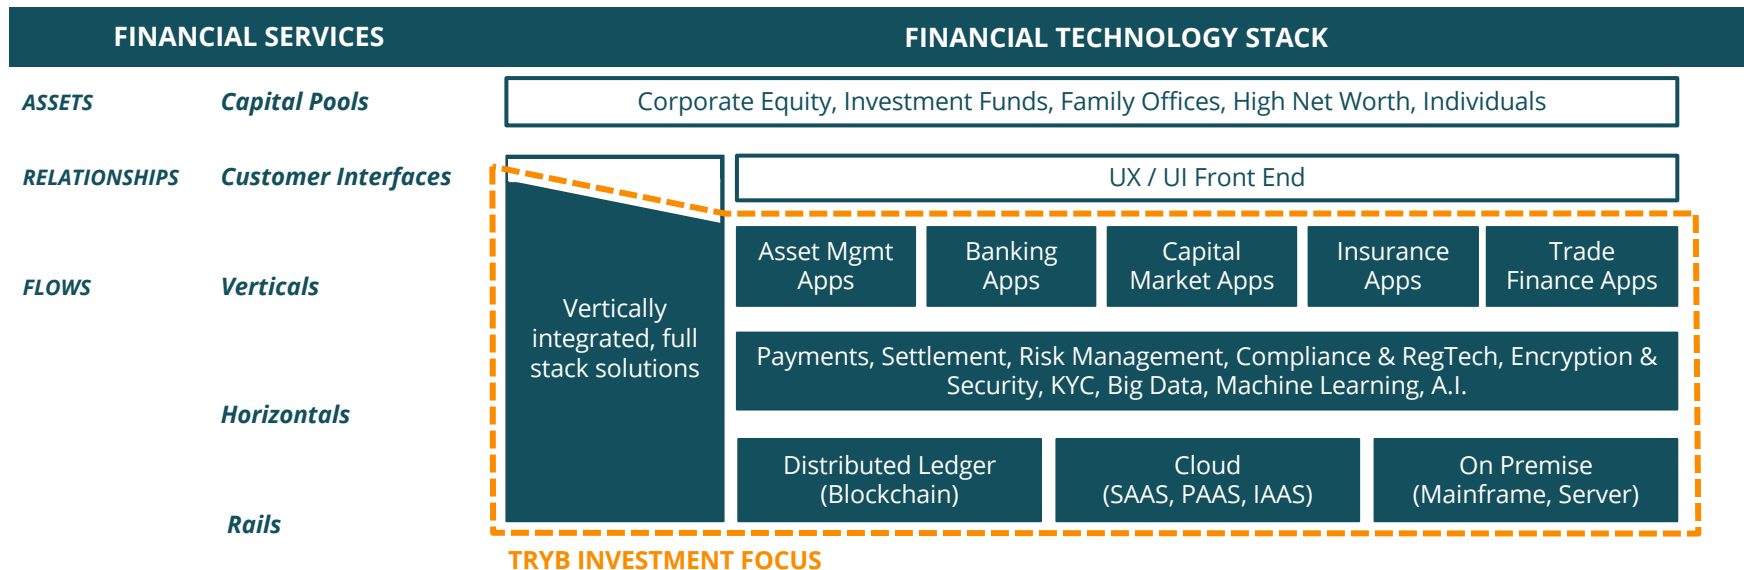 FINANCIAL SERVICES
FINANCIAL TECHNOLOGY STACK
ASSETS
Capital Pools
Corporate Equity, Investment Funds, Family Offices, High Net Worth, Individuals
RELATIONSHIPS
Customer Interfaces
UX / UI Front End
FLOWS
Verticals
Vertically
integrated, full
stack solutions
Asset Mgmt
Apps
Banking
Apps
Capital
Market Apps
Insurance
Apps
Trade
Finance Apps
Horizontals
Payments, Settlement, Risk Management, Compliance & RegTech, Encryption &
Security, KYC, Big Data, Machine Learning, A.I.
Rails
Distributed Ledger
(Blockchain)
Cloud
(SAAS, PAAS, IAAS)
On Premise
(Mainframe, Server)
TRYB INVESTMENT FOCUS